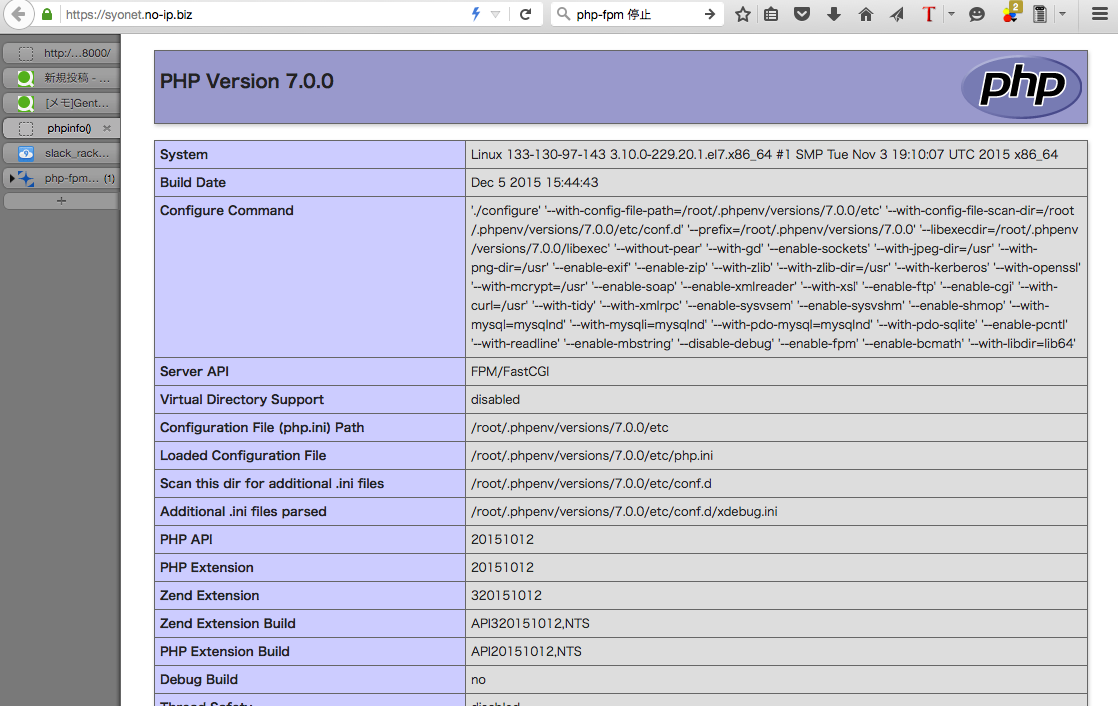 https://syonet.no-ip.biz
php-fpm 停止
T
2
http:/...8000/
新規投稿 - ...
[メモ]Gent...
phpinfo()
slack_rack...
php-fpm... (1)
PHP Version 7.0.0
php
System Linux 133-130-97-143 3.10.0-229.20.1.el7.x86_64 #1 SMP Tue Nov 3 19:10:07 UTC 2015 x86_64
Build Date Dec 5 2015 15:44:43
Configure Command './configure' '--with-config-file-path=/root/.phpenv/versions/7.0.0/etc' '--with-config-file-scan-dir=/root
/.phpenv/versions/7.0.0/etc/conf.d' '--prefix=/root/.phpenv/versions/7.0.0' '--libexecdir=/root/.phpenv
/versions/7.0.0/libexec' '--without-pear' '--with-gd' '--enable-sockets' '--with-jpeg-dir=/usr' '--with-
png-dir=/usr' '--enable-exif' '--enable-zip' '--with-zlib' '--with-zlib-dir=/usr' '--with-kerberos' '--with-openssl'
'--with-mcrypt=/usr' '--enable-soap' '--enable-xmlreader' '--with-xsl' '--enable-ftp' '--enable-cgi' '--with-
curl=/usr' '--with-tidy' '--with-xmlrpc' '--enable-sysvsem' '--enable-sysvshm' '--enable-shmop' '--with-
mysql=mysqlnd' '--with-mysqli=mysqlnd' '--with-pdo-mysql=mysqlnd' '--with-pdo-sqlite' '--enable-pcntl'
'--with-readline' '--enable-mbstring' '--disable-debug' '--enable-fpm' '--enable-bcmath' '--with-libdir=lib64'
Server API FPM/FastCGI
Virtual Directory Support disabled
Configuration File (php.ini) Path /root/.phpenv/versions/7.0.0/etc
Loaded Configuration File /root/.phpenv/versions/7.0.0/etc/php.ini
Scan this dir for additional .ini files /root/.phpenv/versions/7.0.0/etc/conf.d
Additional .ini files parsed /root/.phpenv/versions/7.0.0/etc/conf.d/xdebug.ini
PHP API 20151012
PHP Extension 20151012
Zend Extension 320151012
Zend Extension Build API320151012,NTS
PHP Extension Build API20151012,NTS
Debug Build no
Thread Safety disabled